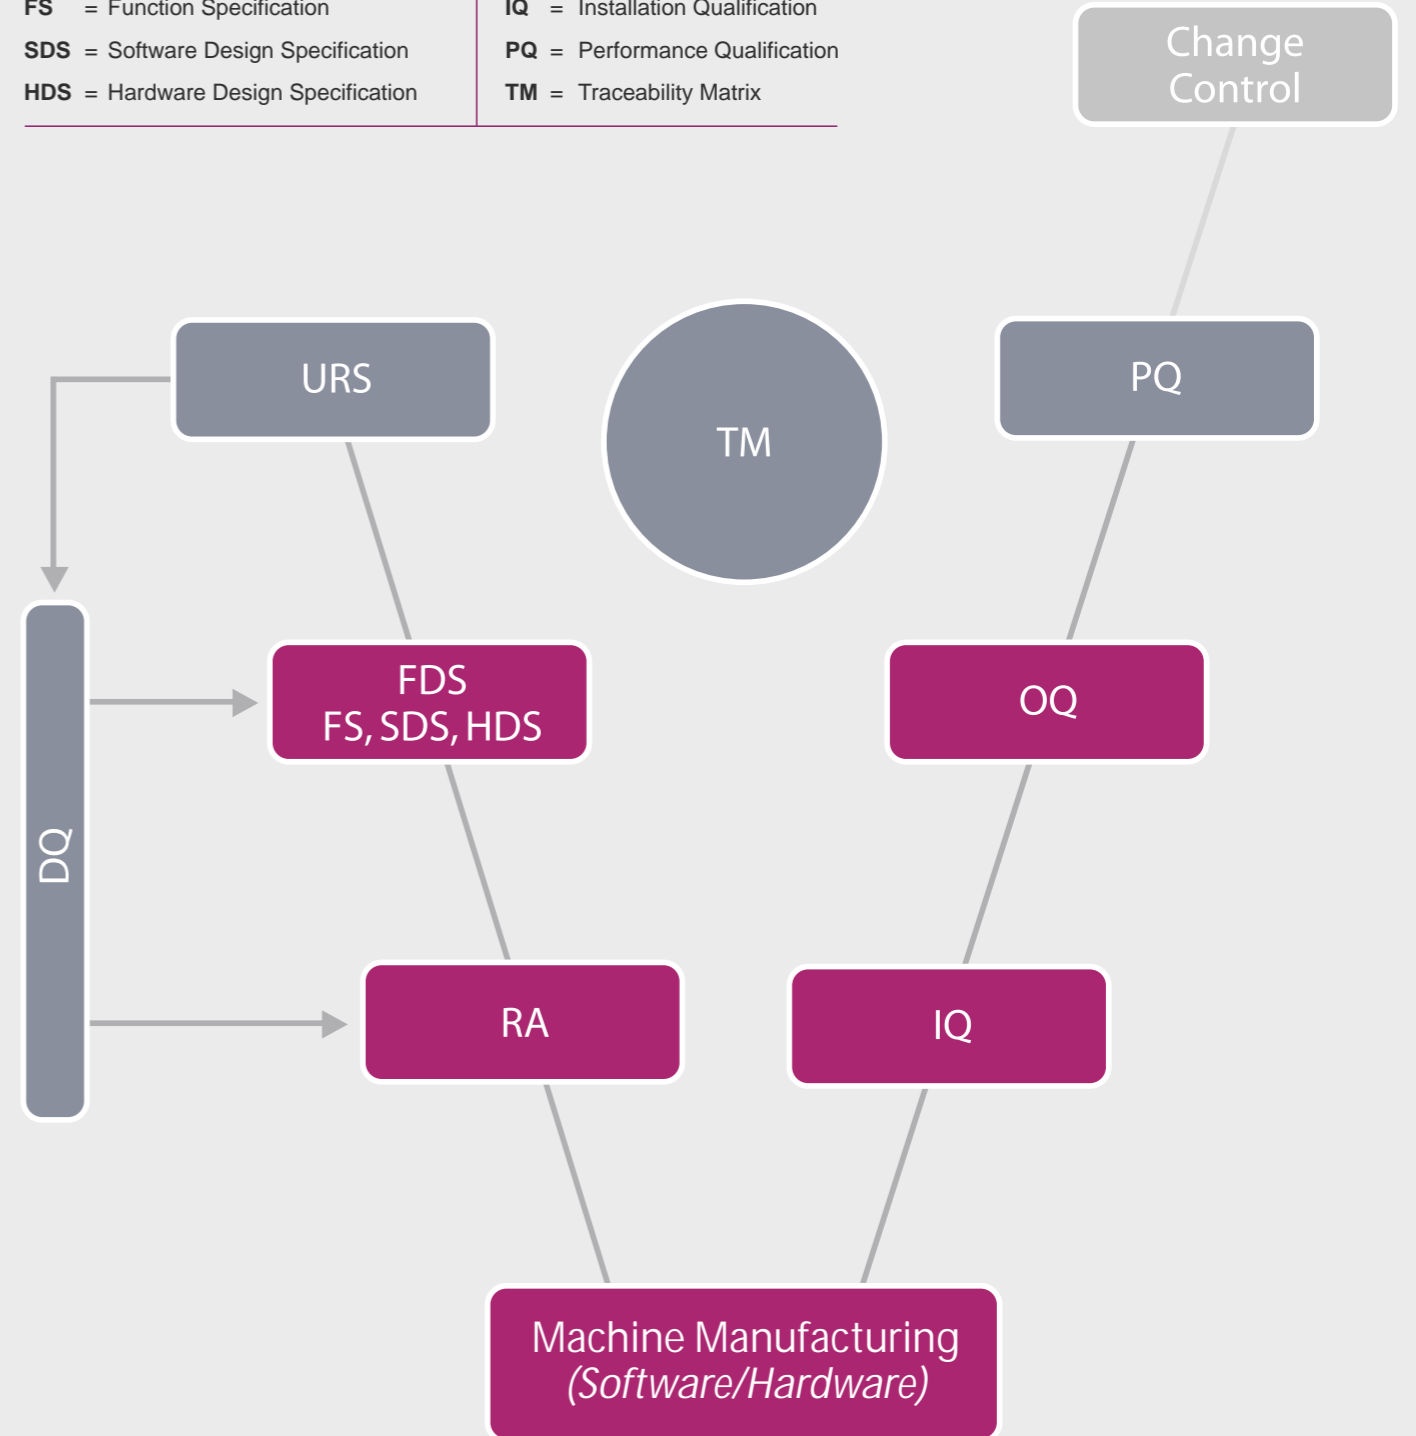 FS = Function Specification
SDS = Software Design Specification
HDS = Hardware Design Specification
IQ = Installation Qualification
PQ = Performance Qualification
TM = Traceability Matrix
Change
Control
URS
TM
PQ
FDS
FS, SDS, HDS
OQ
DQ
RA
IQ
Machine Manufacturing
(Software/Hardware)